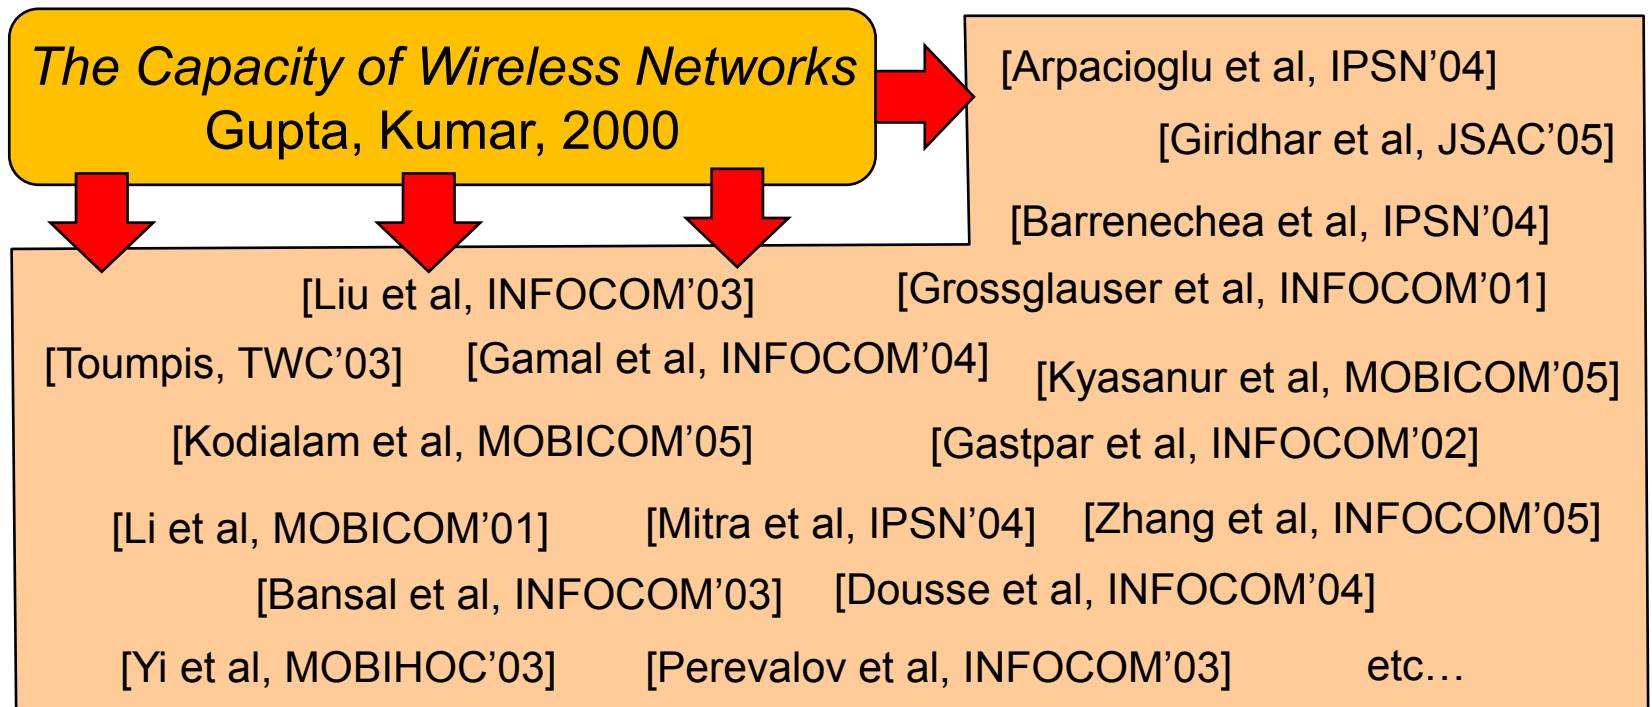 The Capacity of Wireless Networks
Gupta, Kumar, 2000
[Arpacioglu et al, IPSN’04]
[Giridhar et al, JSAC’05]
[Barrenechea et al, IPSN’04]
[Liu et al, INFOCOM’03]
[Grossglauser et al, INFOCOM’01]
[Toumpis, TWC’03]
[Gamal et al, INFOCOM’04]
[Kyasanur et al, MOBICOM’05]
[Kodialam et al, MOBICOM’05]
[Gastpar et al, INFOCOM’02]
[Li et al, MOBICOM’01]
[Mitra et al, IPSN’04]
[Zhang et al, INFOCOM’05]
[Bansal et al, INFOCOM’03]
[Dousse et al, INFOCOM’04]
[Yi et al, MOBIHOC’03]
[Perevalov et al, INFOCOM’03]
etc…